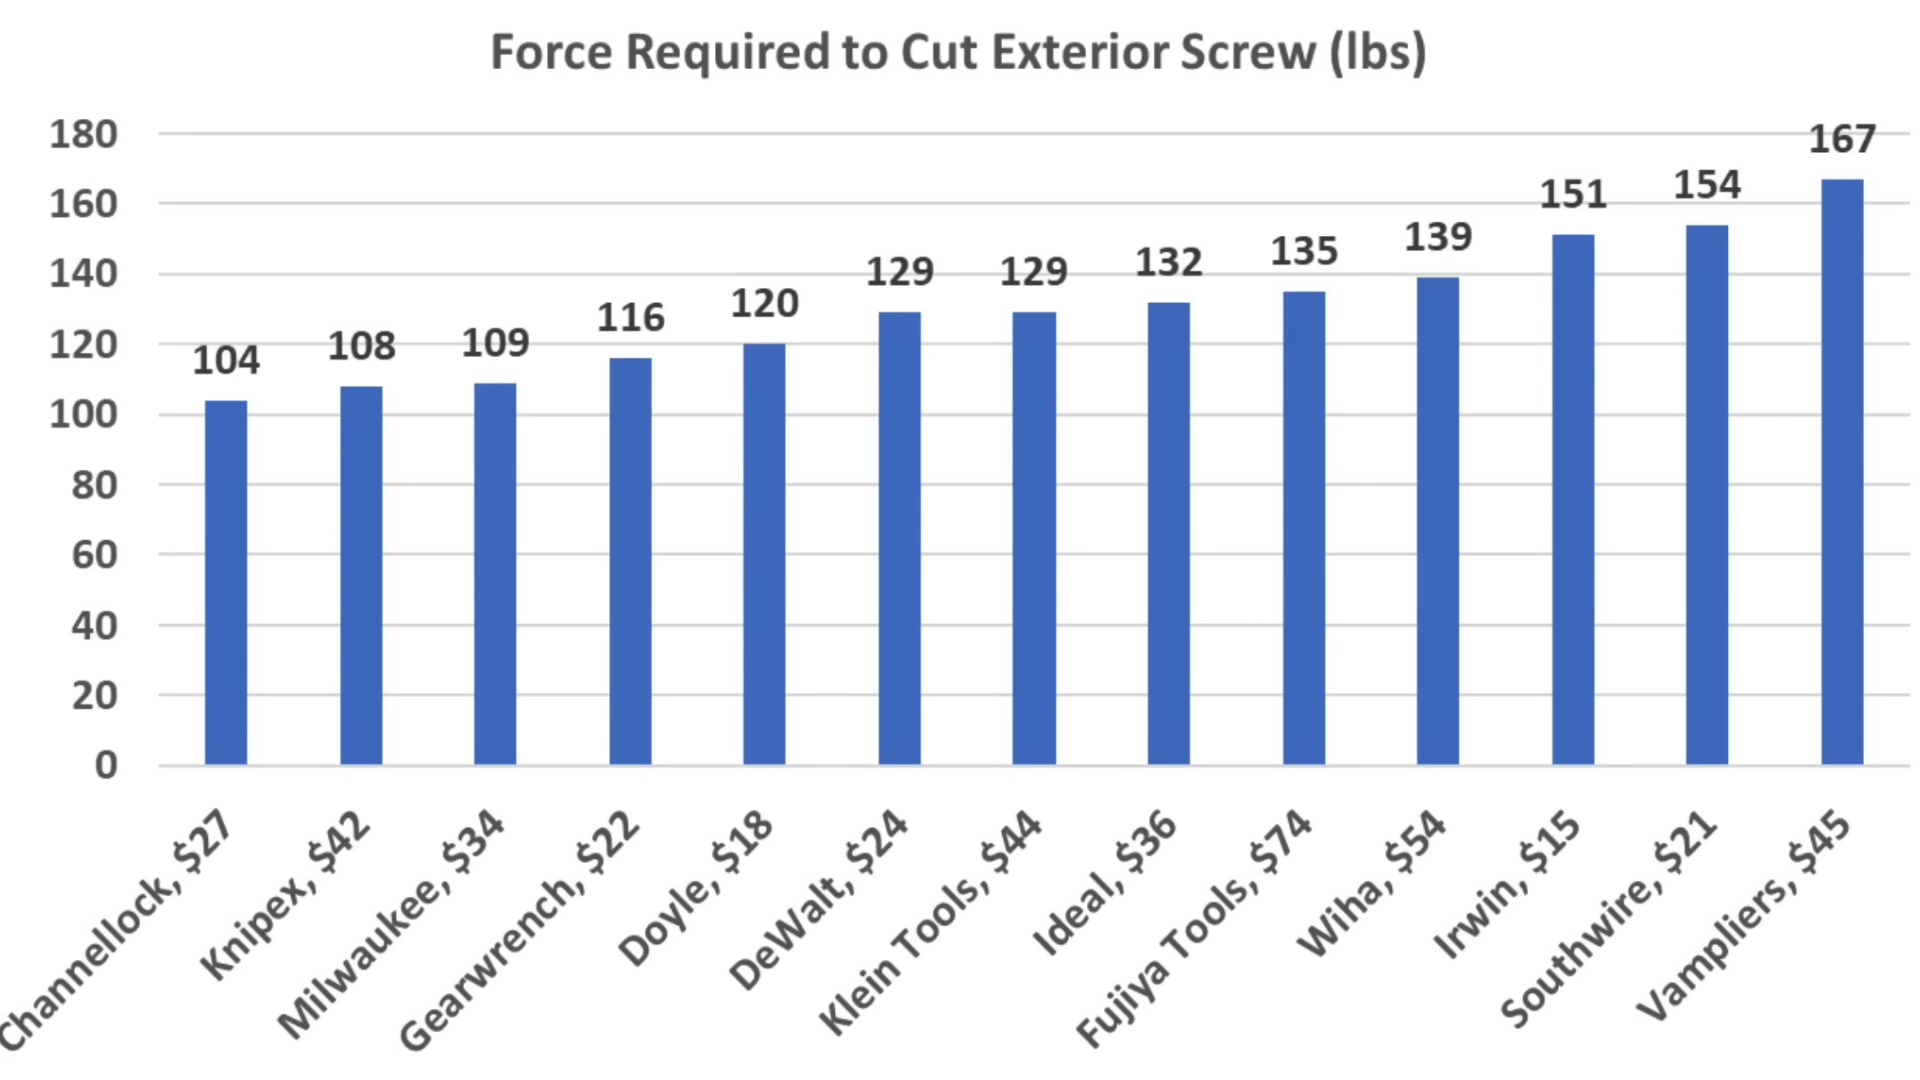 Force Required to Cut Exterior Screw (lbs)
180
160
140
120
100
80
60
40
20
0
104
108
109
116
120
129
129
132
135
139
151
154
167
Channellock, $27
Knipex, $42
Milwaukee, $34
Gearwrench, $22
Doyle, $18
DeWalt, $24
Klein Tools, $44
Ideal, $36
Fujiya Tools, $74
Wiha, $54
Irwin, $15
Southwire, $21
Vampliers, $45